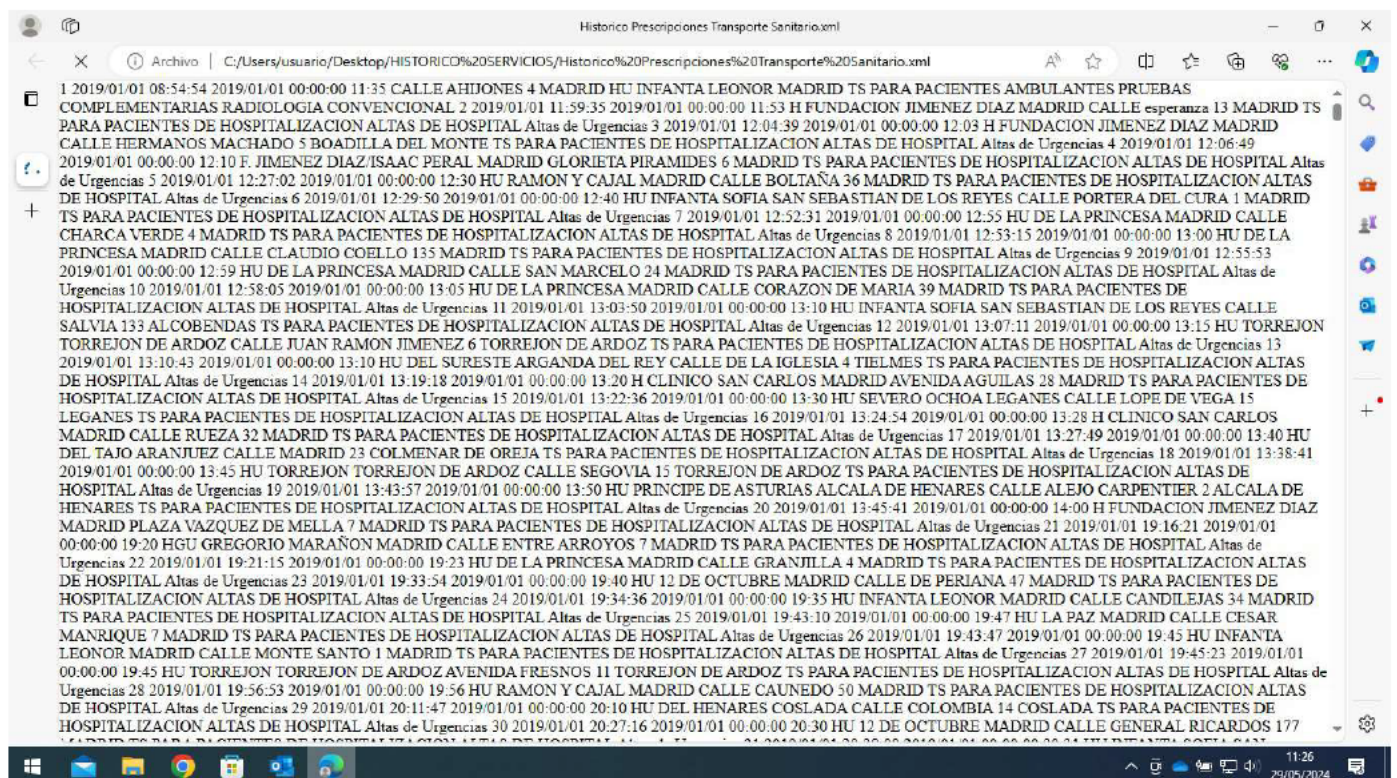 Historico Prescripciones Transporte Sanitario.xml
Archivo | C:/Users/usuario/Desktop/HISTORICO%20SERVICIOS/Historico%20Prescripciones%20Transporte%20Sanitario.xml
1 2019/01/01 08:54:54 2019/01/01 00:00:00 11:35 CALLE AHIJONES 4 MADRID HU INFANTA LEONOR MADRID TS PARA PACIENTES AMBULANTES PRUEBAS
COMPLEMENTARIAS RADIOLOGIA CONVENCIONAL 2 2019/01/01 11:59:35 2019/01/01 00:00:00 11:53 H FUNDACION JIMENEZ DIAZ MADRID CALLE esperanza 13 MADRID TS
PARA PACIENTES DE HOSPITALIZACION ALTAS DE HOSPITAL Altas de Urgencias 3 2019/01/01 12:04:39 2019/01/01 00:00:00 12:03 H FUNDACION JIMENEZ DIAZ MADRID
CALLE HERMANOS MACHADO 5 BOADILLA DEL MONTE TS PARA PACIENTES DE HOSPITALIZACION ALTAS DE HOSPITAL Altas de Urgencias 4 2019/01/01 12:06:49
2019/01/01 00:00:00 12:10 F. JIMENEZ DIAZ/ISAAC PERAL MADRID GLORIETA PIRAMIDES 6 MADRID TS PARA PACIENTES DE HOSPITALIZACION ALTAS DE HOSPITAL Altas
de Urgencias 5 2019/01/01 12:27:02 2019/01/01 00:00:00 12:30 HU RAMON Y CAJAL MADRID CALLE BOLTAÑA 36 MADRID TS PARA PACIENTES DE HOSPITALIZACION ALTAS
DE HOSPITAL Altas de Urgencias 6 2019/01/01 12:29:50 2019/01/01 00:00:00 12:40 HU INFANTA SOFIA SAN SEBASTIAN DE LOS REYES CALLE PORTERA DEL CURA 1 MADRID
TS PARA PACIENTES DE HOSPITALIZACION ALTAS DE HOSPITAL Altas de Urgencias 7 2019/01/01 12:52:31 2019/01/01 00:00:00 12:55 HU DE LA PRINCESA MADRID CALLE
CHARCA VERDE 4 MADRID TS PARA PACIENTES DE HOSPITALIZACION ALTAS DE HOSPITAL Altas de Urgencias 8 2019/01/01 12:53:15 2019/01/01 00:00:00 13:00 HU DE LA
PRINCESA MADRID CALLE CLAUDIO COELLO 135 MADRID TS PARA PACIENTES DE HOSPITALIZACION ALTAS DE HOSPITAL Altas de Urgencias 9 2019/01/01 12:55:53
2019/01/01 00:00:00 12:59 HU DE LA PRINCESA MADRID CALLE SAN MARCELO 24 MADRID TS PARA PACIENTES DE HOSPITALIZACION ALTAS DE HOSPITAL Altas de
Urgencias 10 2019/01/01 12:58:05 2019/01/01 00:00:00 13:05 HU DE LA PRINCESA MADRID CALLE CORAZON DE MARIA 39 MADRID TS PARA PACIENTES DE
HOSPITALIZACION ALTAS DE HOSPITAL Altas de Urgencias 11 2019/01/01 13:03:50 2019/01/01 00:00:00 13:10 HU INFANTA SOFIA SAN SEBASTIAN DE LOS REYES CALLE
SALVIA 133 ALCOBENDAS TS PARA PACIENTES DE HOSPITALIZACION ALTAS DE HOSPITAL Altas de Urgencias 12 2019/01/01 13:07:11 2019/01/01 00:00:00 13:15 HU TORREJON
TORREJON DE ARDOZ CALLE JUAN RAMON JIMENEZ 6 TORREJON DE ARDOZ TS PARA PACIENTES DE HOSPITALIZACION ALTAS DE HOSPITAL Altas de Urgencias 13
2019/01/01 13:10:43 2019/01/01 00:00:00 13:10 HU DEL SURESTE ARGANDA DEL REY CALLE DE LA IGLESIA 4 TIELMES TS PARA PACIENTES DE HOSPITALIZACION ALTAS
DE HOSPITAL Altas de Urgencias 14 2019/01/01 13:19:18 2019/01/01 00:00:00 13:20 H CLINICO SAN CARLOS MADRID AVENIDA AGUILAS 28 MADRID TS PARA PACIENTES DE
HOSPITALIZACION ALTAS DE HOSPITAL Altas de Urgencias 15 2019/01/01 13:22:36 2019/01/01 00:00:00 13:30 HU SEVERO OCHOA LEGANES CALLE LOPE DE VEGA 15
LEGANES TS PARA PACIENTES DE HOSPITALIZACION ALTAS DE HOSPITAL Altas de Urgencias 16 2019/01/01 13:24:54 2019/01/01 00:00:00 13:28 H CLINICO SAN CARLOS
MADRID CALLE RUEZA 32 MADRID TS PARA PACIENTES DE HOSPITALIZACION ALTAS DE HOSPITAL Altas de Urgencias 17 2019/01/01 13:27:49 2019/01/01 00:00:00 13:40 HU
DEL TAJO ARANJUEZ CALLE MADRID 23 COLMENAR DE OREJA TS PARA PACIENTES DE HOSPITALIZACION ALTAS DE HOSPITAL Altas de Urgencias 18 2019/01/01 13:38:41
2019/01/01 00:00:00 13:45 HU TORREJON TORREJON DE ARDOZ CALLE SEGOVIA 15 TORREJON DE ARDOZ TS PARA PACIENTES DE HOSPITALIZACION ALTAS DE
HOSPITAL Altas de Urgencias 19 2019/01/01 13:43:57 2019/01/01 00:00:00 13:50 HU PRINCIPE DE ASTURIAS ALCALA DE HENARES CALLE ALEJO CARPENTIER 2 ALCALA DE
HENARES TS PARA PACIENTES DE HOSPITALIZACION ALTAS DE HOSPITAL Altas de Urgencias 20 2019/01/01 13:45:41 2019/01/01 00:00:00 14:00 H FUNDACION JIMENEZ DIAZ
MADRID PLAZA VAZQUEZ DE MELLA 7 MADRID TS PARA PACIENTES DE HOSPITALIZACION ALTAS DE HOSPITAL Altas de Urgencias 21 2019/01/01 19:16:21 2019/01/01
00:00:00 19:20 HGU GREGORIO MARAÑON MADRID CALLE ENTRE ARROYOS 7 MADRID TS PARA PACIENTES DE HOSPITALIZACION ALTAS DE HOSPITAL Altas de
Urgencias 22 2019/01/01 19:21:15 2019/01/01 00:00:00 19:23 HU DE LA PRINCESA MADRID CALLE GRANJILLA 4 MADRID TS PARA PACIENTES DE HOSPITALIZACION ALTAS
DE HOSPITAL Altas de Urgencias 23 2019/01/01 19:33:54 2019/01/01 00:00:00 19:40 HU 12 DE OCTUBRE MADRID CALLE DE PERIANA 47 MADRID TS PARA PACIENTES DE
HOSPITALIZACION ALTAS DE HOSPITAL Altas de Urgencias 24 2019/01/01 19:34:36 2019/01/01 00:00:00 19:35 HU INFANTA LEONOR MADRID CALLE CANDILEJAS 34 MADRID
TS PARA PACIENTES DE HOSPITALIZACION ALTAS DE HOSPITAL Altas de Urgencias 25 2019/01/01 19:43:10 2019/01/01 00:00:00 19:47 HU LA PAZ MADRID CALLE CESAR
MANRIQUE 7 MADRID TS PARA PACIENTES DE HOSPITALIZACION ALTAS DE HOSPITAL Altas de Urgencias 26 2019/01/01 19:43:47 2019/01/01 00:00:00 19:45 HU INFANTA
LEONOR MADRID CALLE MONTE SANTO 1 MADRID TS PARA PACIENTES DE HOSPITALIZACION ALTAS DE HOSPITAL Altas de Urgencias 27 2019/01/01 19:45:23 2019/01/01
00:00:00 19:45 HU TORREJON TORREJON DE ARDOZ AVENIDA FRESNOS 11 TORREJON DE ARDOZ TS PARA PACIENTES DE HOSPITALIZACION ALTAS DE HOSPITAL Altas de
Urgencias 28 2019/01/01 19:56:53 2019/01/01 00:00:00 19:56 HU RAMON Y CAJAL MADRID CALLE CAUNEDO 50 MADRID TS PARA PACIENTES DE HOSPITALIZACION ALTAS
DE HOSPITAL Altas de Urgencias 29 2019/01/01 20:11:47 2019/01/01 00:00:00 20:10 HU DEL HENARES COSLADA CALLE COLOMBIA 14 COSLADA TS PARA PACIENTES DE
HOSPITALIZACION ALTAS DE HOSPITAL Altas de Urgencias 30 2019/01/01 20:27:16 2019/01/01 00:00:00 20:30 HU 12 DE OCTUBRE MADRID CALLE GENERAL RICARDOS 177
11:26
29/05/2024